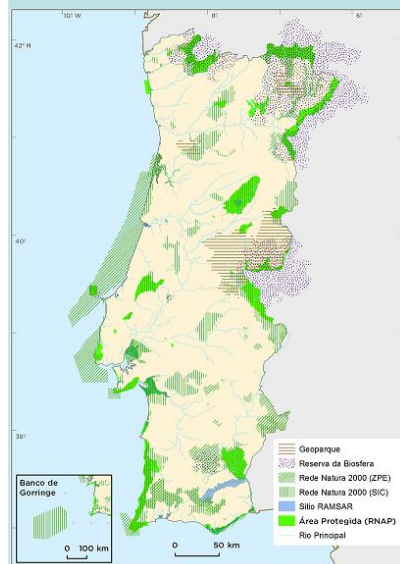 8°
6°
42° N
40°
38°
Geoparque
Reserva da Biosfera
Rede Natura 2000 (ZPE)
Rede Natura 2000 (SIC)
Sítio RAMSAR
Área Protegida (RNAP)
Rio Principal
Banco de
Gorringe
0 100 km
0 50 km